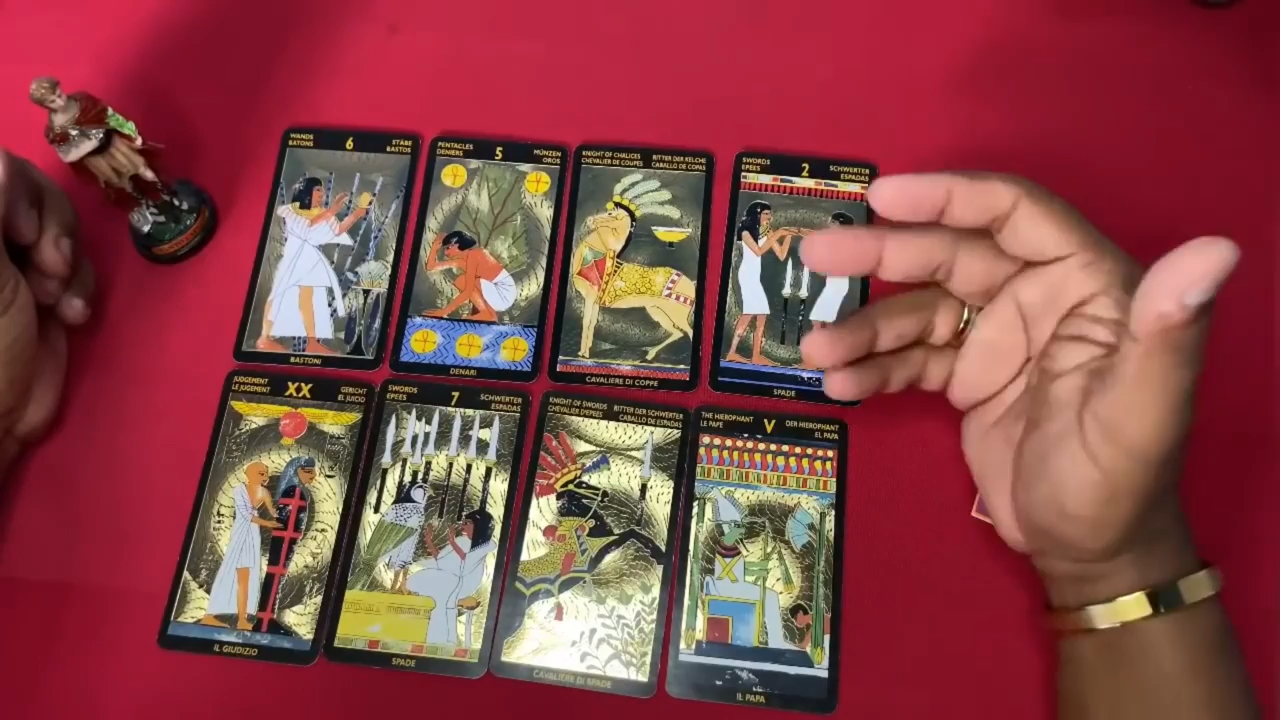 WANDS
BATONS
6
STÄBE
BASTOS
BASTONI
PENTACLES
DENIERS
5
MÜNZEN
OROS
DENARI
KNIGHT OF CHALICES
CHEVALIER DE COUPES
RITTER DER KELCHE
CABALLO DE COPAS
CAVALIERE DI COPPE
SWORDS
EPEES
2
SCHWERTER
ESPADAS
SPADE
JUDGEMENT
LE JUGEMENT
XX
GERICHT
EL JUICIO
IL GIUDIZIO
SWORDS
EPEES
7
SCHWERTER
ESPADAS
SPADE
KNIGHT OF SWORDS
CHEVALIER D'EPEES
RITTER DER SCHWERTER
CABALLO DE ESPADAS
CAVALIERE DI SPADE
THE HIEROPHANT
LE PAPE
V
DER HIEROPHANT
EL PAPA
IL PAPA